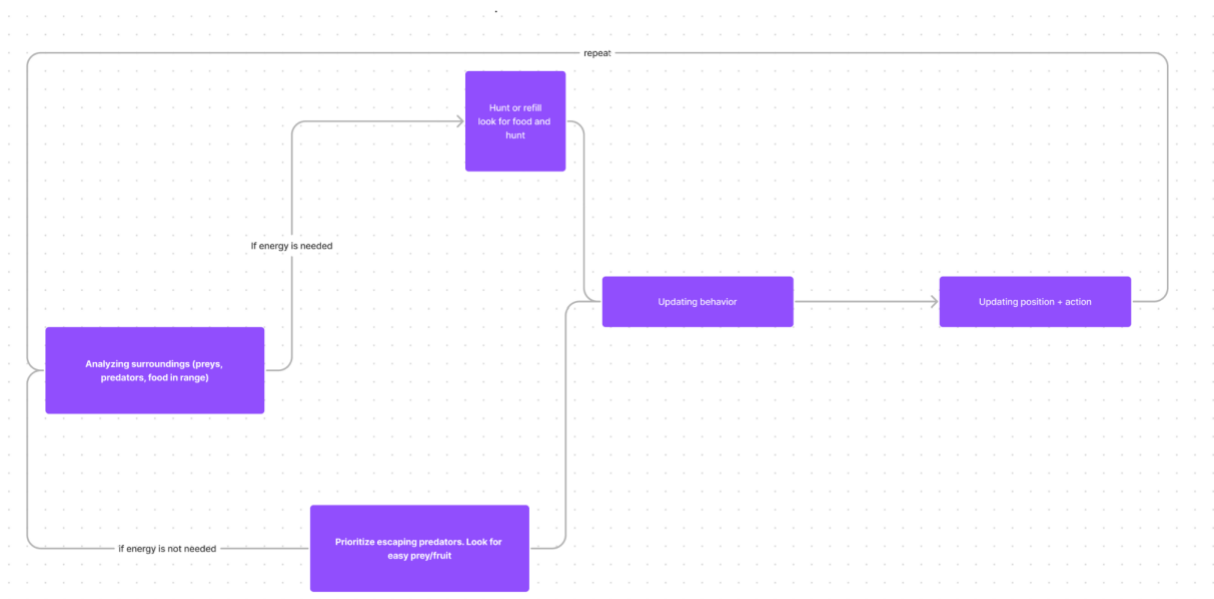 repeat
Hunt or refill
look for food and
hunt
If energy is needed
Updating behavior
Updating position + action
Analyzing surroundings (preys,
predators, food in range)
if energy is not needed
Prioritize escaping predators. Look for
easy prey/fruit